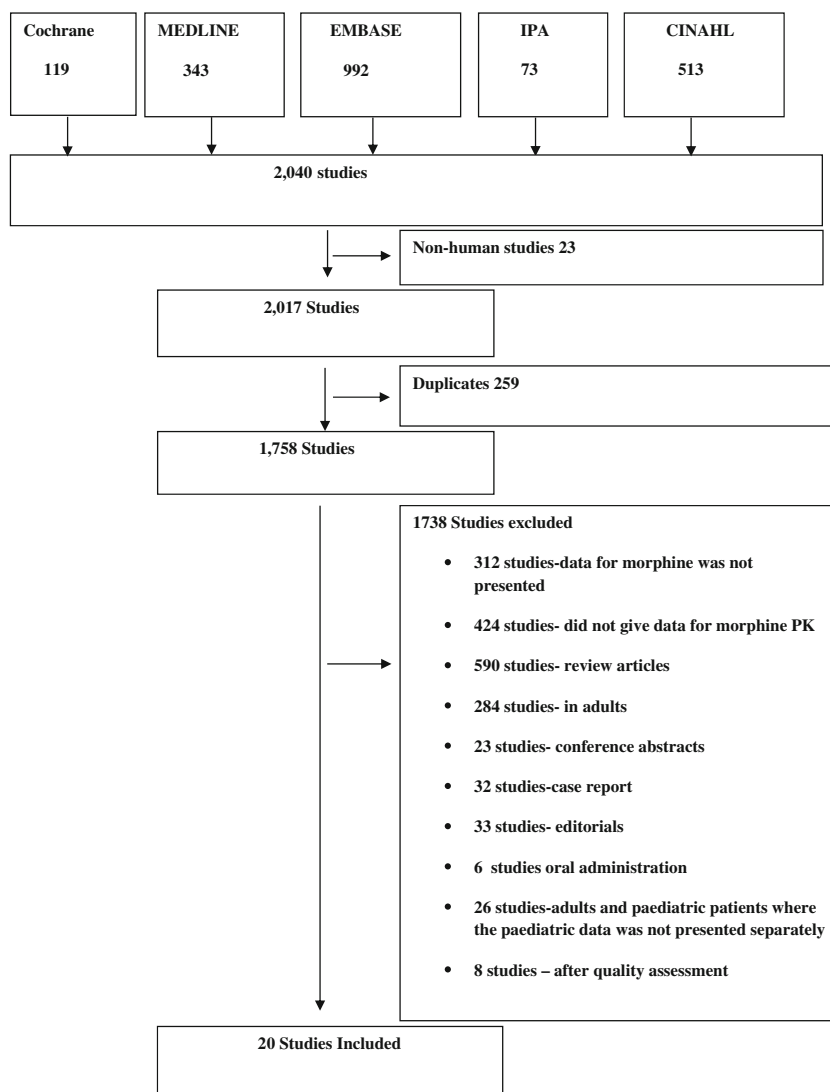 Cochrane
119
MEDLINE
343
EMBASE
992
IPA
73
CINAHL
513
2,040 studies
Non-human studies 23
2,017 Studies
Duplicates 259
1,758 Studies
1738 Studies excluded
• 312 studies-data for morphine was not
presented
• 424 studies- did not give data for morphine PK
• 590 studies- review articles
• 284 studies- in adults
• 23 studies- conference abstracts
• 32 studies-case report
• 33 studies- editorials
• 6 studies oral administration
• 26 studies-adults and paediatric patients where
the paediatric data was not presented separately
• 8 studies – after quality assessment
20 Studies Included